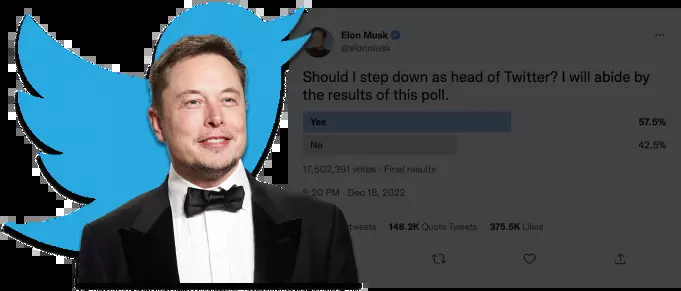 Elon Musk
@elonmusk
Should I step down as head of Twitter? I will abide by
the results of this poll.
Yes 57.5%
No 42.5%
17,502,391 votes · Final results
5:20 PM · Dec 18, 2022
tweets 148.2K Quote Tweets 375.5K Likes